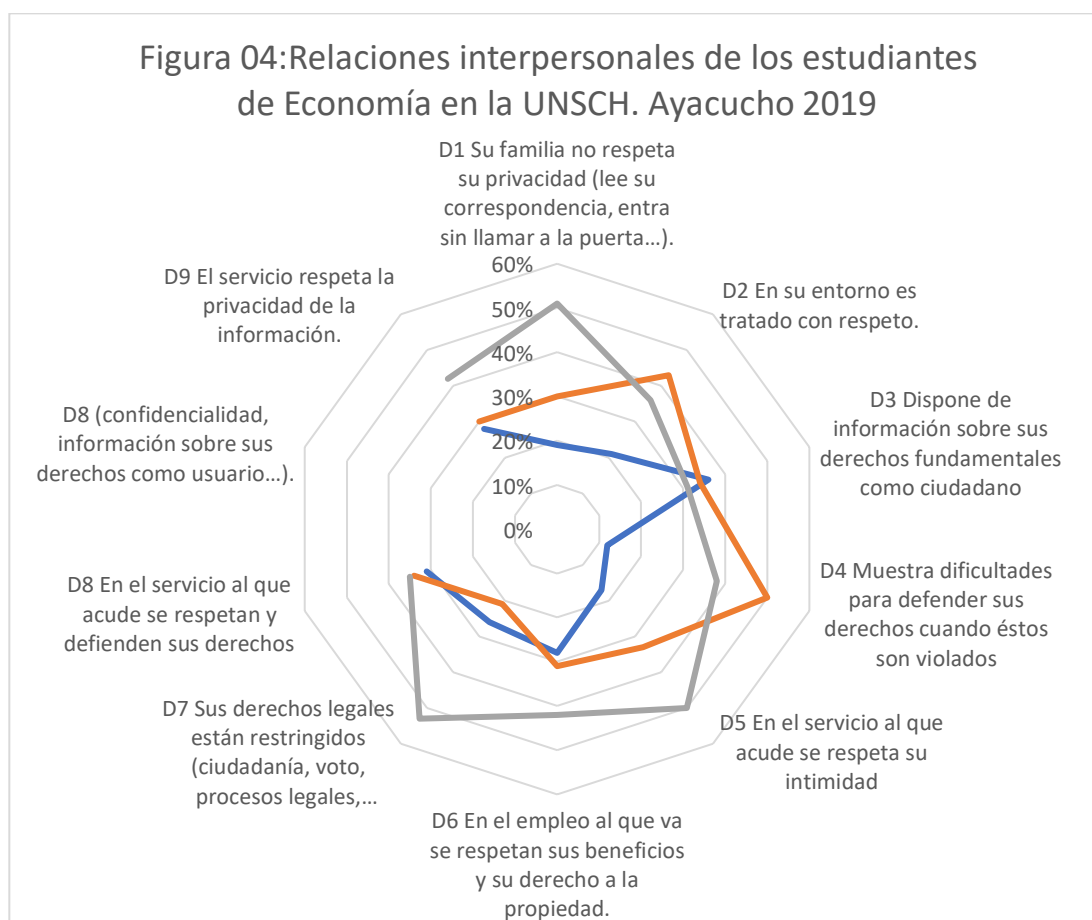 Figura 04:Relaciones interpersonales de los estudiantes
de Economía en la UNSCH. Ayacucho 2019
D1 Su familia no respeta
su privacidad (lee su
correspondencia, entra
sin llamar a la puerta…).
D2 En su entorno es
tratado con respeto.
D3 Dispone de
información sobre sus
derechos fundamentales
como ciudadano
D4 Muestra dificultades
para defender sus
derechos cuando éstos
son violados
D5 En el servicio al que
acude se respeta su
intimidad
D6 En el empleo al que va
se respetan sus beneficios
y su derecho a la
propiedad.
D7 Sus derechos legales
están restringidos
(ciudadanía, voto,
procesos legales,…
D8 En el servicio al que
acude se respetan y
defienden sus derechos
D8 (confidencialidad,
información sobre sus
derechos como usuario…).
D9 El servicio respeta la
privacidad de la
información.
60%
50%
40%
30%
20%
10%
0%